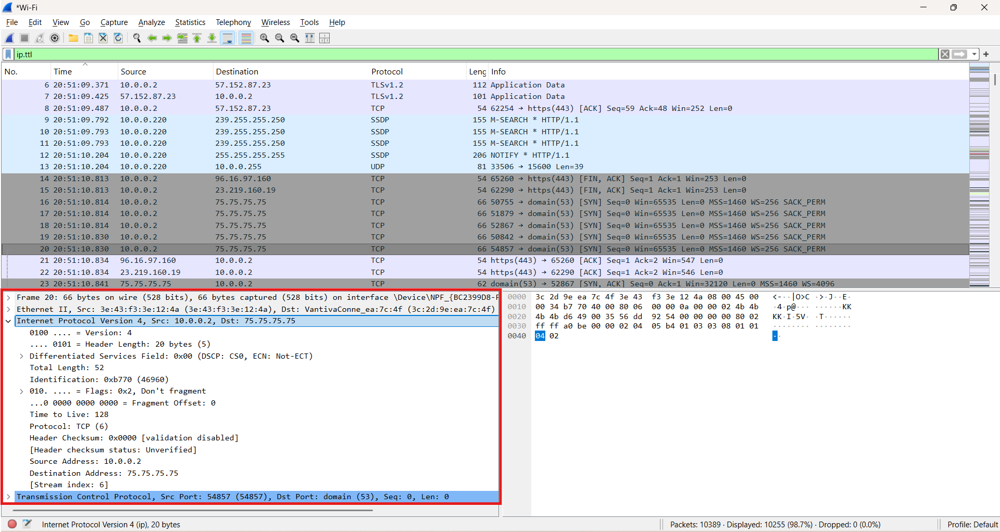 *Wi-Fi
File Edit View Go Capture Analyze Statistics Telephony Wireless Tools Help
ip.ttl
No. Time Source Destination Protocol Leng Info
6 20:51:09.371 10.0.0.2 57.152.87.23 TLSv1.2 112 Application Data
7 20:51:09.425 57.152.87.23 10.0.0.2 TLSv1.2 101 Application Data
8 20:51:09.487 10.0.0.2 57.152.87.23 TCP 54 62254 → https(443) [ACK] Seq=59 Ack=48 Win=252 Len=0
9 20:51:09.792 10.0.0.220 239.255.255.250 SSDP 155 M-SEARCH * HTTP/1.1
10 20:51:09.793 10.0.0.220 239.255.255.250 SSDP 155 M-SEARCH * HTTP/1.1
11 20:51:09.793 10.0.0.220 239.255.255.250 SSDP 155 M-SEARCH * HTTP/1.1
12 20:51:10.204 10.0.0.220 255.255.255.255 SSDP 206 NOTIFY * HTTP/1.1
13 20:51:10.204 10.0.0.220 10.0.0.255 UDP 81 33506 → 15600 Len=39
14 20:51:10.813 10.0.0.2 96.16.97.160 TCP 54 65260 → https(443) [FIN, ACK] Seq=1 Ack=1 Win=253 Len=0
15 20:51:10.813 10.0.0.2 23.219.160.19 TCP 54 62290 → https(443) [FIN, ACK] Seq=1 Ack=1 Win=253 Len=0
16 20:51:10.814 10.0.0.2 75.75.75.75 TCP 66 50755 → domain(53) [SYN] Seq=0 Win=65535 Len=0 MSS=1460 WS=256 SACK_PERM
17 20:51:10.814 10.0.0.2 75.75.75.75 TCP 66 51879 → domain(53) [SYN] Seq=0 Win=65535 Len=0 MSS=1460 WS=256 SACK_PERM
18 20:51:10.814 10.0.0.2 75.75.75.75 TCP 66 52867 → domain(53) [SYN] Seq=0 Win=65535 Len=0 MSS=1460 WS=256 SACK_PERM
19 20:51:10.830 10.0.0.2 75.75.75.75 TCP 66 50842 → domain(53) [SYN] Seq=0 Win=65535 Len=0 MSS=1460 WS=256 SACK_PERM
20 20:51:10.830 10.0.0.2 75.75.75.75 TCP 66 54857 → domain(53) [SYN] Seq=0 Win=65535 Len=0 MSS=1460 WS=256 SACK_PERM
21 20:51:10.834 96.16.97.160 10.0.0.2 TCP 54 https(443) → 65260 [ACK] Seq=1 Ack=2 Win=547 Len=0
22 20:51:10.834 23.219.160.19 10.0.0.2 TCP 54 https(443) → 62290 [ACK] Seq=1 Ack=2 Win=546 Len=0
23 20:51:10.841 75.75.75.75 10.0.0.2 TCP 62 domain(53) → 52867 [SYN, ACK] Seq=0 Ack=1 Win=32120 Len=0 MSS=1460 WS=4096
Frame 20: 66 bytes on wire (528 bits), 66 bytes captured (528 bits) on interface \Device\NPF_{BC2399D8-F
Ethernet II, Src: 3e:43:f3:3e:12:4a (3e:43:f3:3e:12:4a), Dst: VantivaConne_ea:7c:4f (3c:2d:9e:ea:7c:4f)
Internet Protocol Version 4, Src: 10.0.0.2, Dst: 75.75.75.75
0100 .... = Version: 4
.... 0101 = Header Length: 20 bytes (5)
Differentiated Services Field: 0x00 (DSCP: CS0, ECN: Not-ECT)
Total Length: 52
Identification: 0xb770 (46960)
010. .... = Flags: 0x2, Don't fragment
...0 0000 0000 0000 = Fragment Offset: 0
Time to Live: 128
Protocol: TCP (6)
Header Checksum: 0x0000 [validation disabled]
[Header checksum status: Unverified]
Source Address: 10.0.0.2
Destination Address: 75.75.75.75
[Stream index: 6]
Transmission Control Protocol, Src Port: 54857 (54857), Dst Port: domain (53), Seq: 0, Len: 0
0000 3c 2d 9e ea 7c 4f 3e 43 f3 3e 12 4a 08 00 45 00 <-··|O>C ·>·J··E·
0010 00 34 b7 70 40 00 80 06 00 00 0a 00 00 02 4b 4b ·4·p@··· ······KK
0020 4b 4b d6 49 00 35 56 dd 92 54 00 00 00 00 80 02 KK·I·5V· ·T······
0030 ff ff a0 be 00 00 02 04 05 b4 01 03 03 08 01 01 ········ ········
0040 04 02 ··
Internet Protocol Version 4 (ip), 20 bytes
Packets: 10389 · Displayed: 10255 (98.7%) · Dropped: 0 (0.0%)
Profile: Default